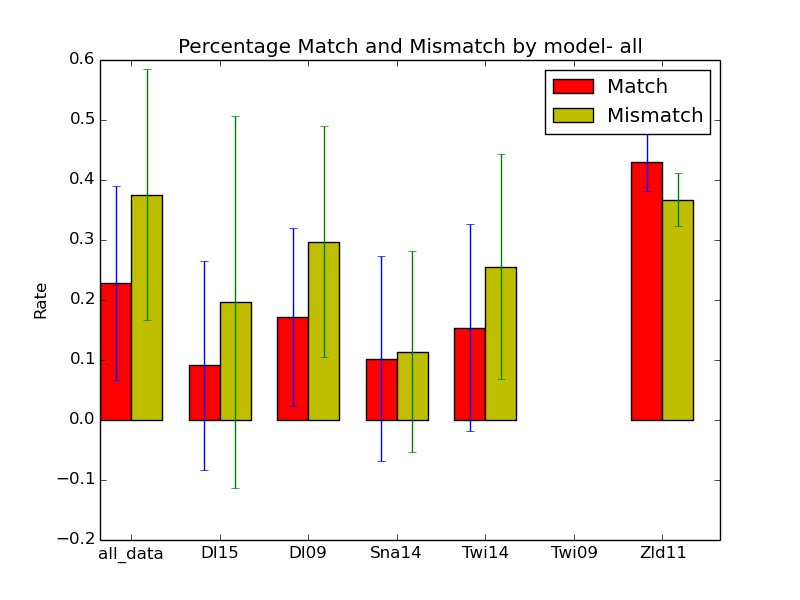 Percentage Match and Mismatch by model- all
Match
Mismatch
0.6
0.5
0.4
0.3
0.2
0.1
0.0
−0.1
−0.2
Rate
all_data Dl15 Dl09 Sna14 Twi14 Twi09 Zld11